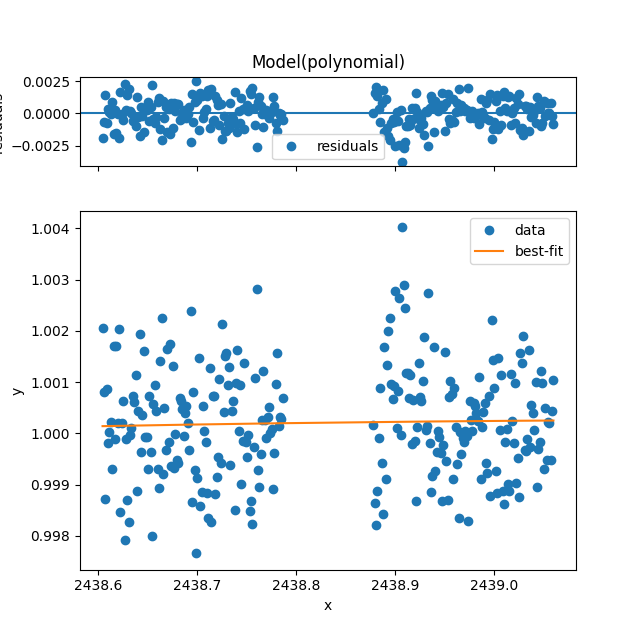 Model(polynomial)
0.0025
0.0000
−0.0025
residuals
residuals
1.004
1.003
1.002
1.001
1.000
0.999
0.998
y
data
best-fit
2438.6
2438.7
2438.8
2438.9
2439.0
x